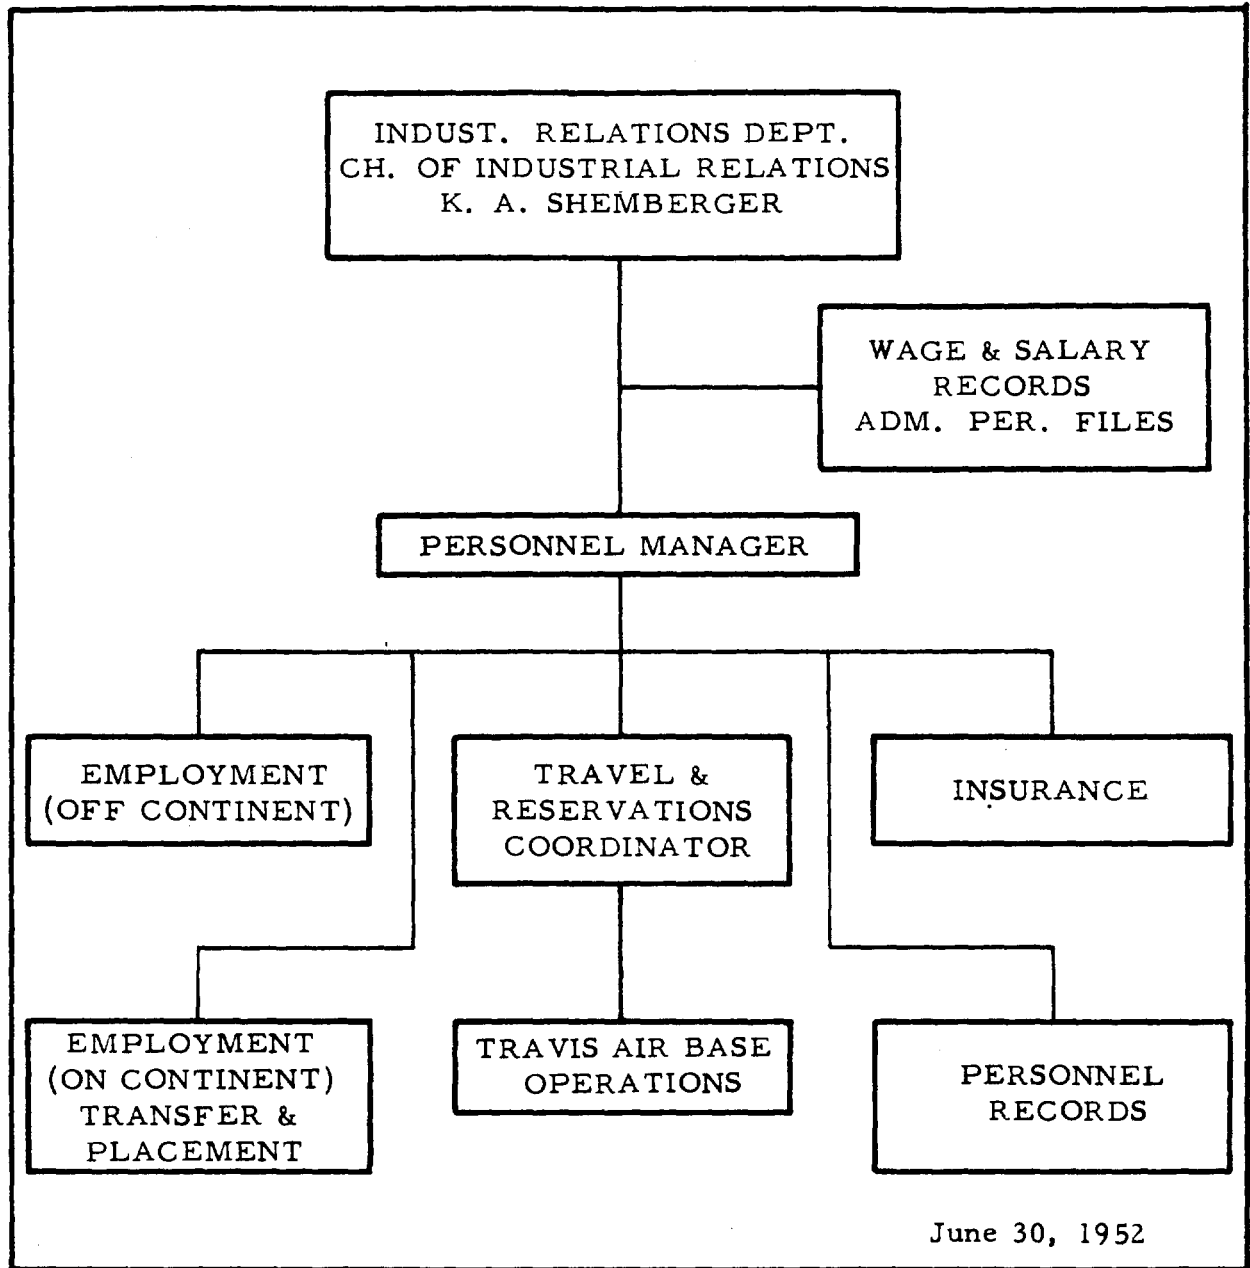 INDUST. RELATIONS DEPT.
CH. OF INDUSTRIAL RELATIONS
K. A. SHEMBERGER
WAGE & SALARY
RECORDS
ADM. PER. FILES
PERSONNEL MANAGER
EMPLOYMENT
(OFF CONTINENT)
TRAVEL &
RESERVATIONS
COORDINATOR
INSURANCE
EMPLOYMENT
(ON CONTINENT)
TRANSFER &
PLACEMENT
TRAVIS AIR BASE
OPERATIONS
PERSONNEL
RECORDS
June 30, 1952